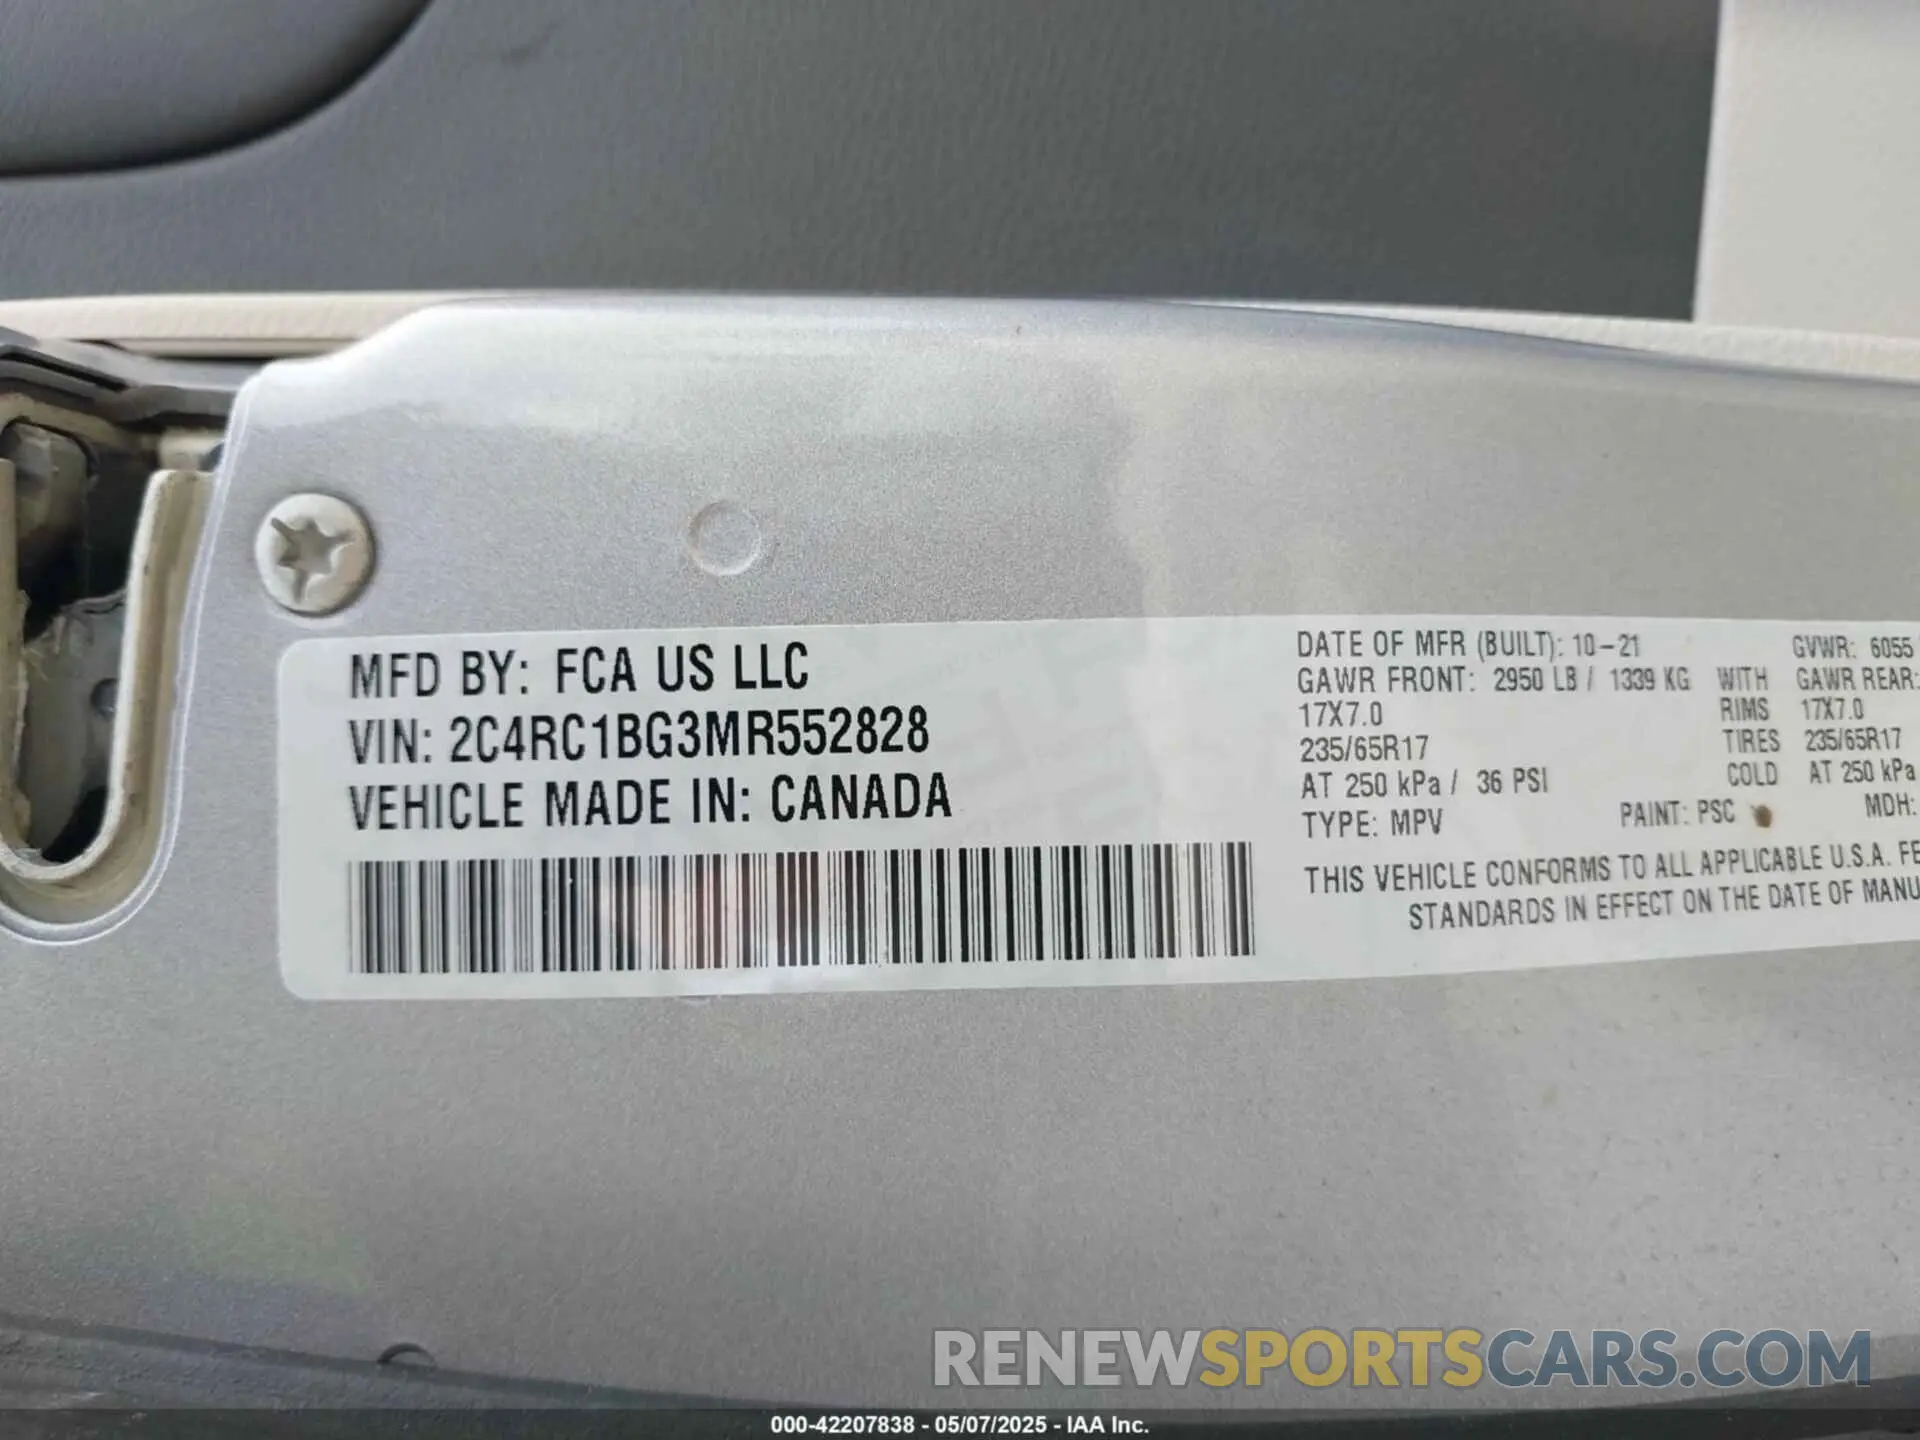 MFD BY: FCA US LLC
VIN: 2C4RC1BG3MR552828
VEHICLE MADE IN: CANADA
DATE OF MFR (BUILT): 10-21 GVWR: 6055
GAWR FRONT: 2950 LB / 1339 KG WITH GAWR REAR:
17X7.0 RIMS 17X7.0
235/65R17 TIRES 235/65R17
AT 250 kPa / 36 PSI COLD AT 250 kPa
TYPE: MPV PAINT: PSC MDH:
THIS VEHICLE CONFORMS TO ALL APPLICABLE U.S.A. FE
STANDARDS IN EFFECT ON THE DATE OF MANU
RENEWSPORTSCARS.COM
000-42207838 - 05/07/2025 - IAA Inc.